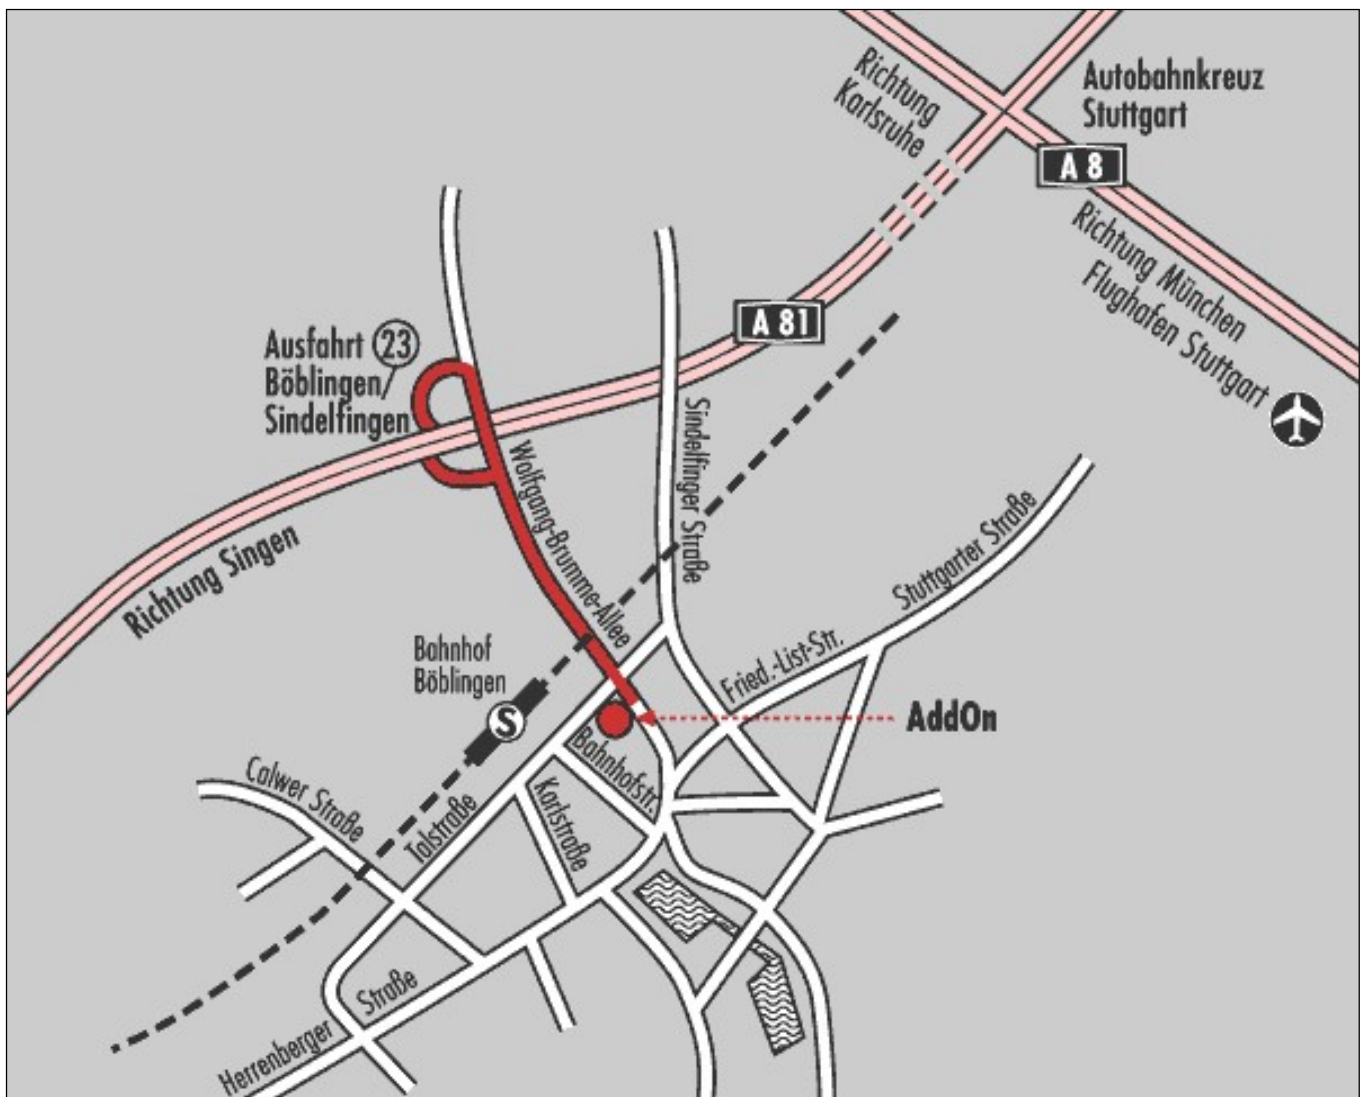 Richtung
Karlsruhe
Autobahnkreuz
Stuttgart
A 8
Richtung München
Flughafen Stuttgart
A 81
Ausfahrt 23
Böblingen/
Sindelfingen
Richtung Singen
Wolfgang-Brumme-Allee
Sindelfinger Straße
Stuttgarter Straße
Fried.-List-Str.
Bahnhof
Böblingen
S
AddOn
Bahnhofstr.
Calwer Straße
Talstraße
Karlstraße
Herrenberger Straße